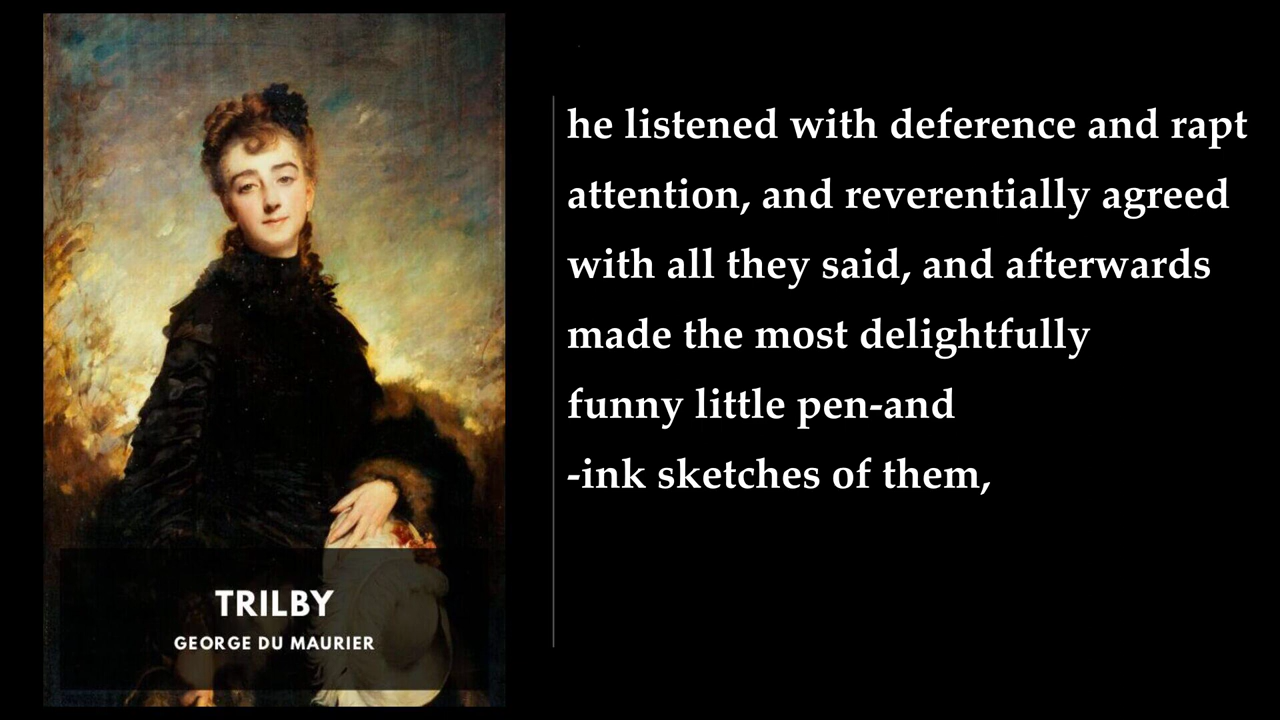 TRILBY
GEORGE DU MAURIER
he listened with deference and rapt
attention, and reverentially agreed
with all they said, and afterwards
made the most delightfully
funny little pen-and
-ink sketches of them,